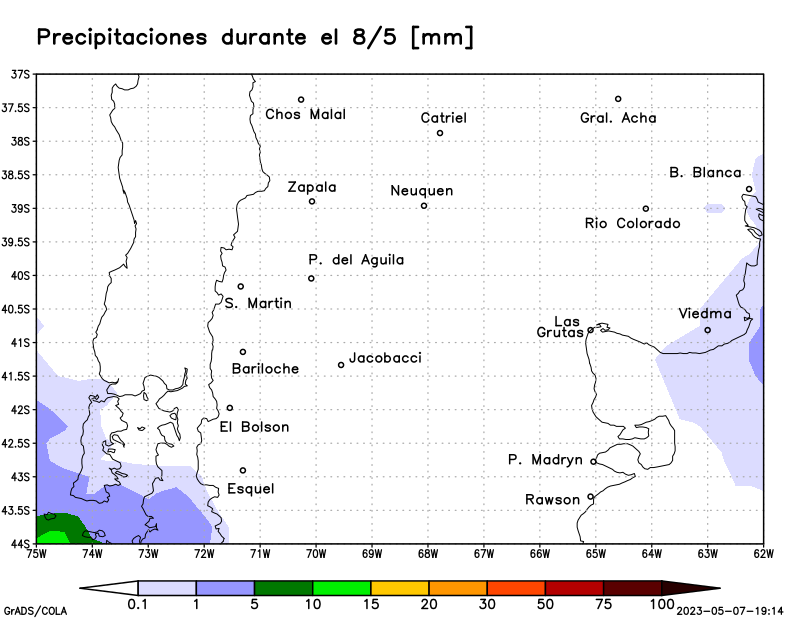 Precipitaciones durante el 8/5 [mm]
37S
37.5S
38S
38.5S
39S
39.5S
40S
40.5S
41S
41.5S
42S
42.5S
43S
43.5S
44S
Chos Malal
Catriel
Gral. Acha
B. Blanca
Zapala
Neuquen
Rio Colorado
P. del Aguila
S. Martin
Viedma
Las
Grutas
Bariloche
Jacobacci
El Bolson
P. Madryn
Esquel
Rawson
75W 74W 73W 72W 71W 70W 69W 68W 67W 66W 65W 64W 63W 62W
0.1 1 5 10 15 20 30 50 75 100
GrADS/COLA
2023-05-07-19:14